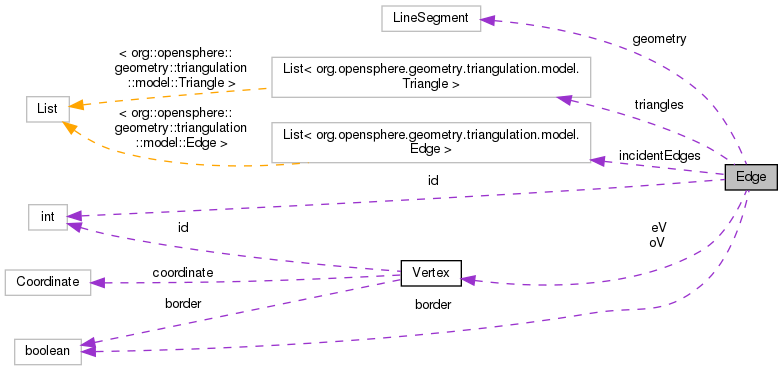 LineSegment
geometry
< org::opensphere::
geometry::triangulation
::model::Triangle >
List< org.opensphere.geometry.triangulation.model.
Triangle >
triangles
List
< org::opensphere::
geometry::triangulation
::model::Edge >
List< org.opensphere.geometry.triangulation.model.
Edge >
incidentEdges
Edge
id
int
id
eV
oV
Coordinate
coordinate
Vertex
border
border
boolean